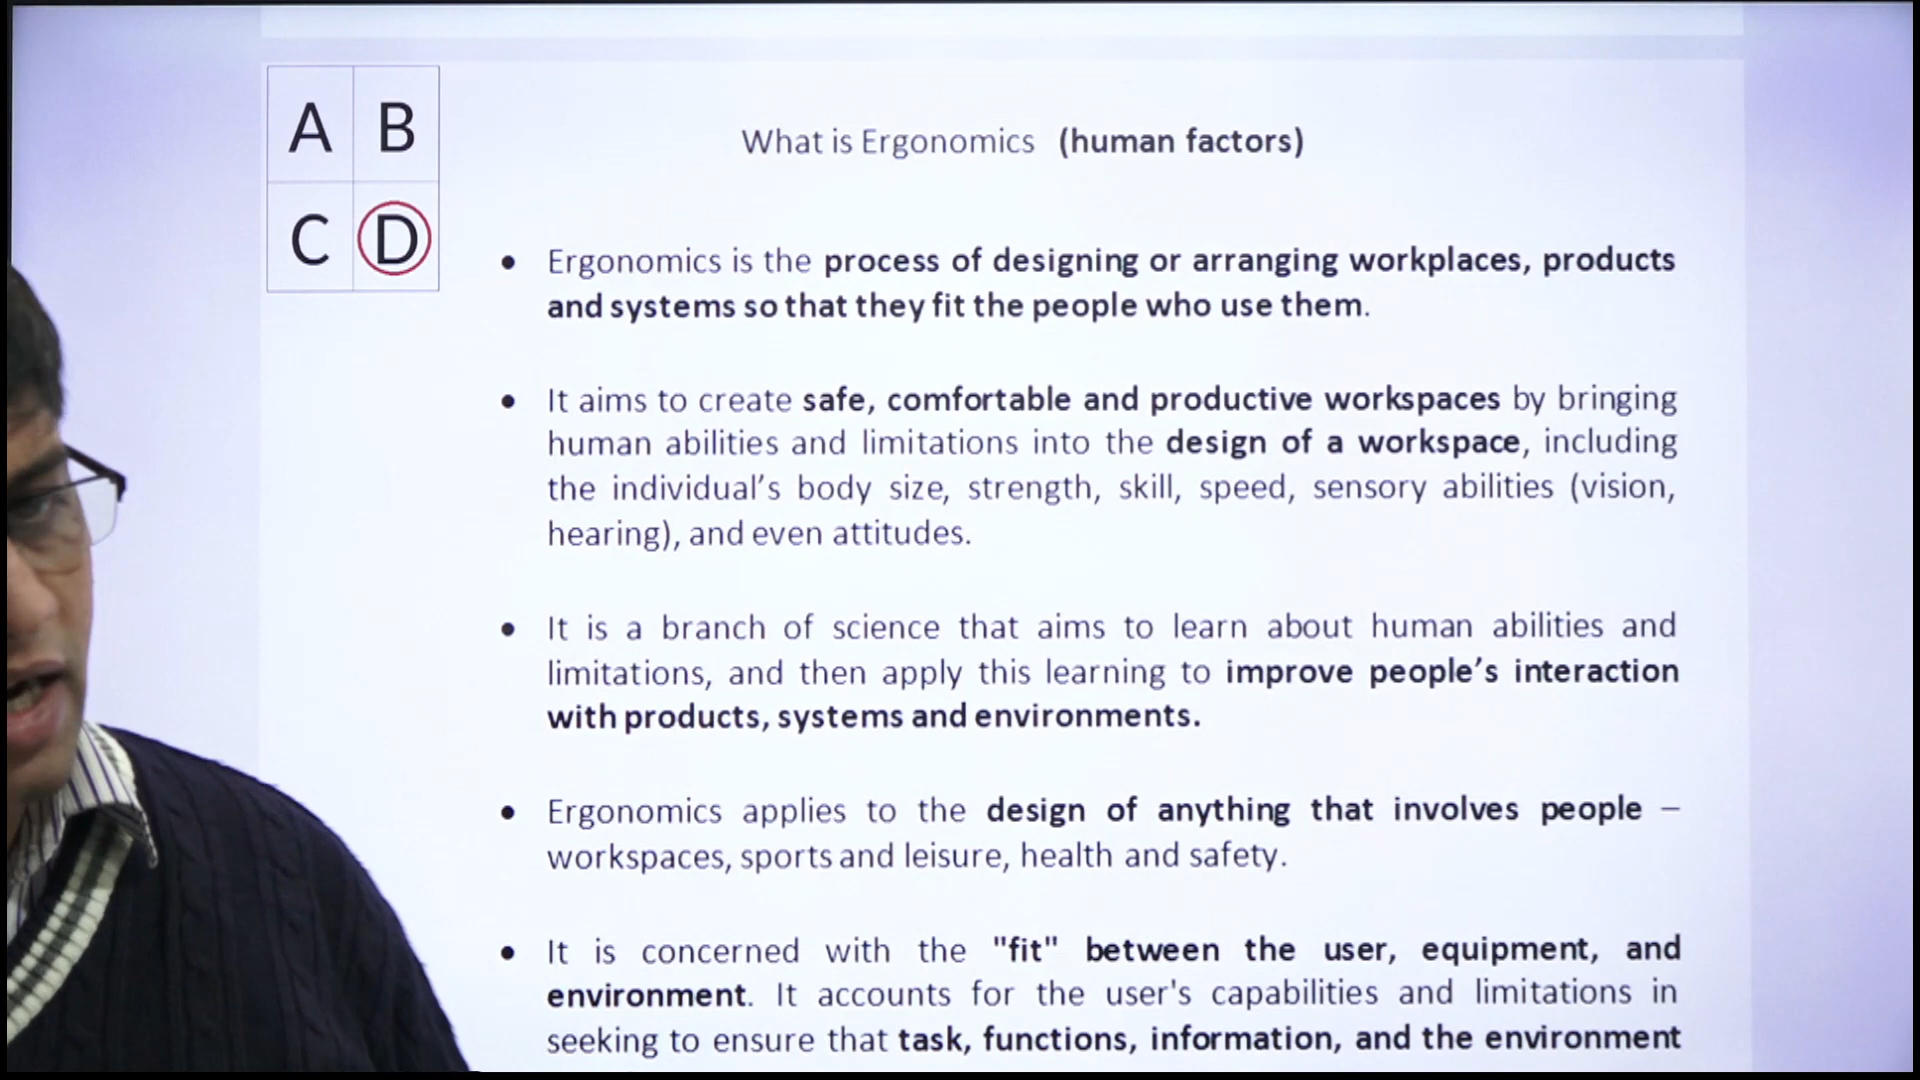 A B
C D
What is Ergonomics (human factors)
• Ergonomics is the process of designing or arranging workplaces, products
and systems so that they fit the people who use them.
• It aims to create safe, comfortable and productive workspaces by bringing
human abilities and limitations into the design of a workspace, including
the individual's body size, strength, skill, speed, sensory abilities (vision,
hearing), and even attitudes.
• It is a branch of science that aims to learn about human abilities and
limitations, and then apply this learning to improve people's interaction
with products, systems and environments.
• Ergonomics applies to the design of anything that involves people –
workspaces, sports and leisure, health and safety.
• It is concerned with the "fit" between the user, equipment, and
environment. It accounts for the user's capabilities and limitations in
seeking to ensure that task, functions, information, and the environment